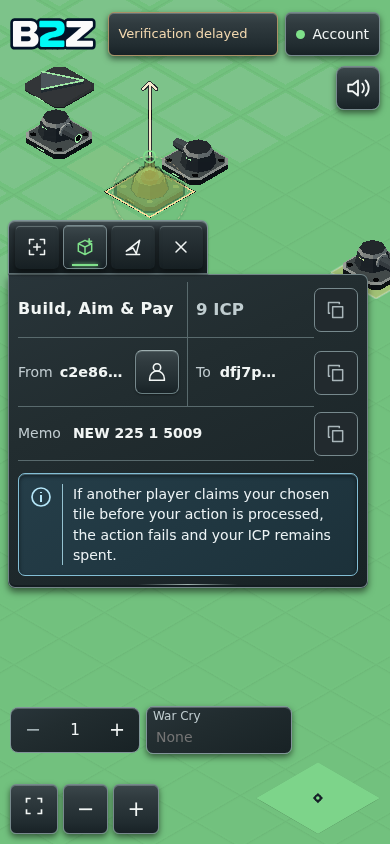 B2Z
Verification delayed
Account
Build, Aim & Pay
9 ICP
From c2e86...
To dfj7p...
Memo NEW 225 1 5009
If another player claims your chosen
tile before your action is processed,
the action fails and your ICP remains
spent.
1
War Cry
None